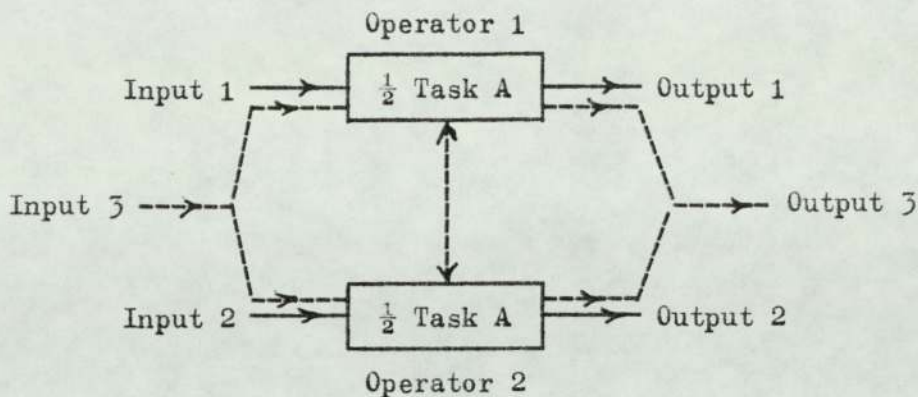 Operator 1
Input 1
½ Task A
Output 1
Input 3
Output 3
Input 2
½ Task A
Output 2
Operator 2